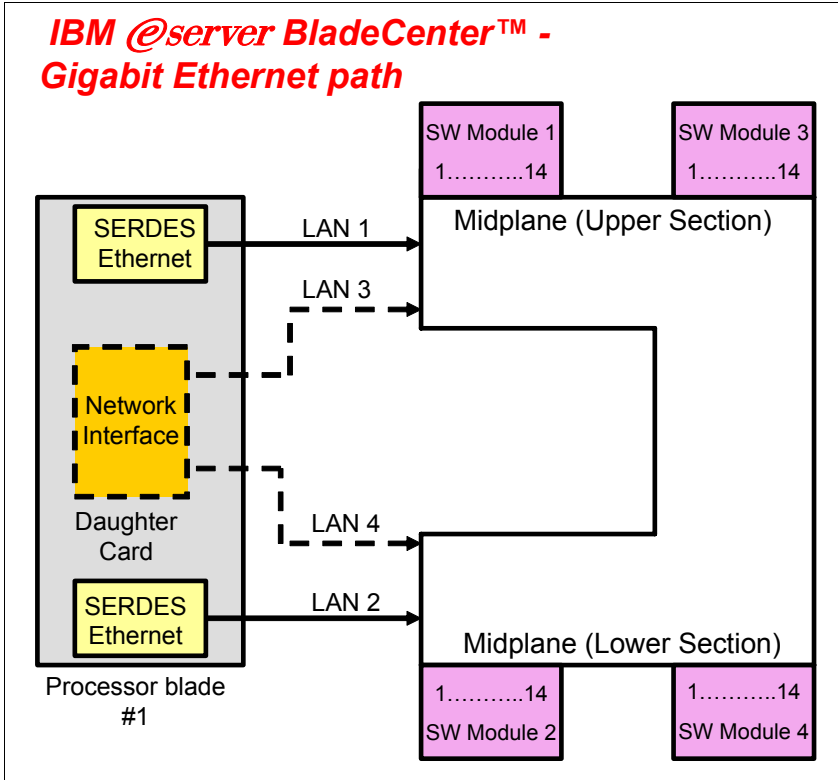 IBM @server BladeCenter™ -
Gigabit Ethernet path
SW Module 1
1………..14
SW Module 3
1………..14
SERDES
Ethernet
LAN 1
Midplane (Upper Section)
LAN 3
Network
Interface
LAN 4
Daughter
Card
SERDES
Ethernet
LAN 2
Midplane (Lower Section)
Processor blade
#1
1………..14
SW Module 2
1………..14
SW Module 4